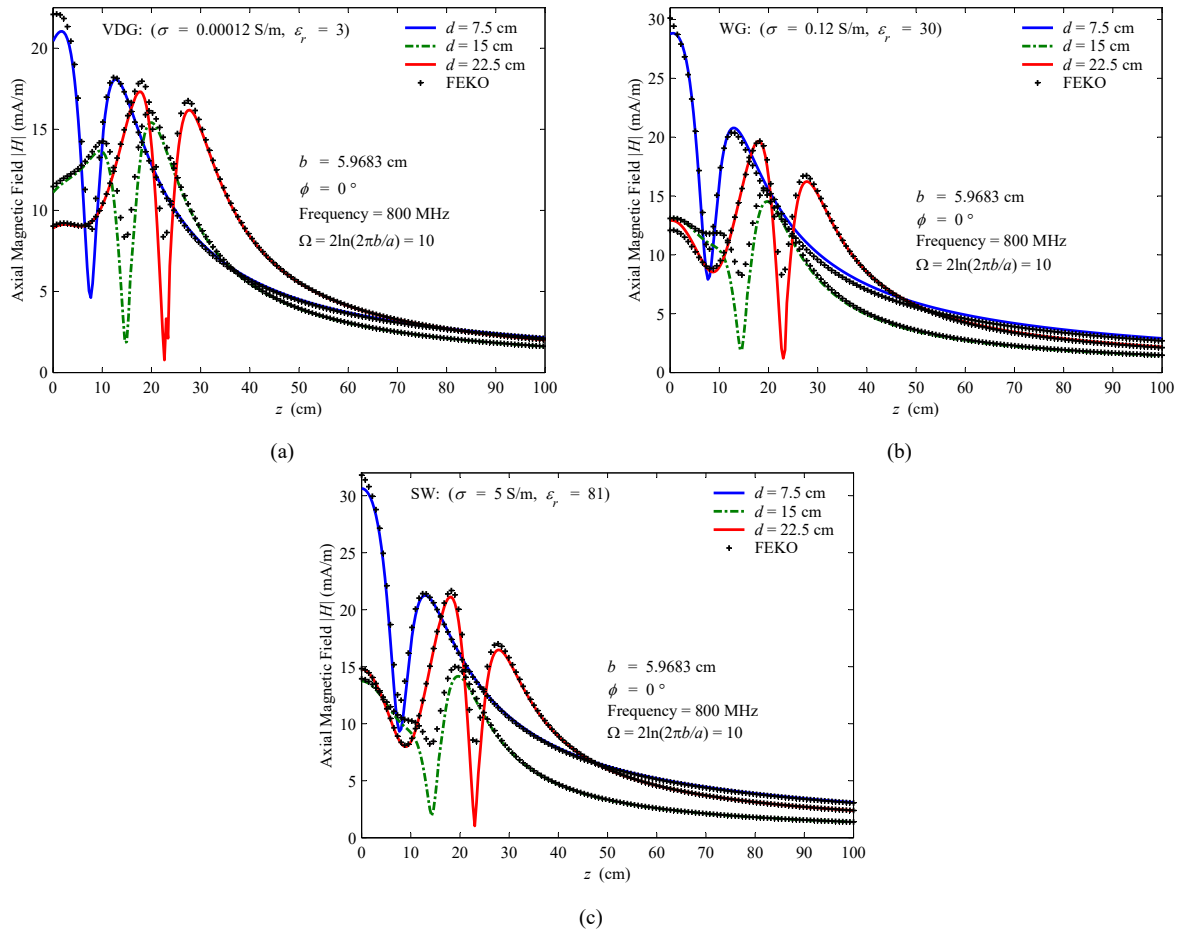 VDG: (σ = 0.00012 S/m, ε_r = 3)
d = 7.5 cm
d = 15 cm
d = 22.5 cm
FEKO
b = 5.9683 cm
ϕ = 0 °
Frequency = 800 MHz
Ω = 2ln(2πb/a) = 10
Axial Magnetic Field |H| (mA/m)
20
15
10
5
0
0 10 20 30 40 50 60 70 80 90 100
z (cm)
(a)
WG: (σ = 0.12 S/m, ε_r = 30)
d = 7.5 cm
d = 15 cm
d = 22.5 cm
FEKO
b = 5.9683 cm
ϕ = 0 °
Frequency = 800 MHz
Ω = 2ln(2πb/a) = 10
Axial Magnetic Field |H| (mA/m)
30
25
20
15
10
5
0
0 10 20 30 40 50 60 70 80 90 100
z (cm)
(b)
SW: (σ = 5 S/m, ε_r = 81)
d = 7.5 cm
d = 15 cm
d = 22.5 cm
FEKO
b = 5.9683 cm
ϕ = 0 °
Frequency = 800 MHz
Ω = 2ln(2πb/a) = 10
Axial Magnetic Field |H| (mA/m)
30
25
20
15
10
5
0
0 10 20 30 40 50 60 70 80 90 100
z (cm)
(c)